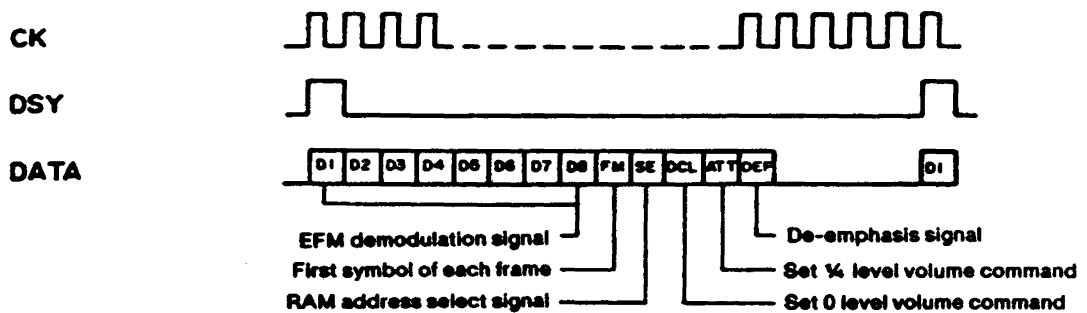 CK
DSY
DATA D1 D2 D3 D4 D5 D6 D7 D8 FM SE DCL ATT DEP D1
EFM demodulation signal De-emphasis signal
First symbol of each frame Set ¼ level volume command
RAM address select signal Set 0 level volume command